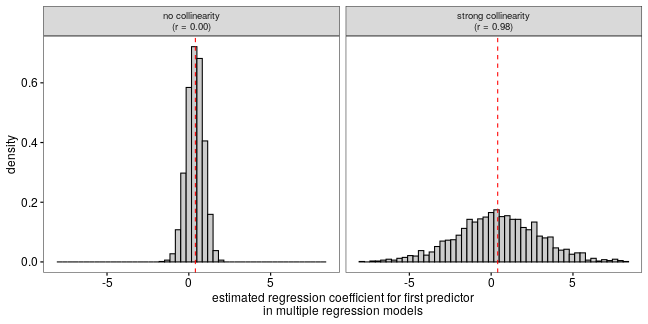 no collinearity
(r = 0.00)
strong collinearity
(r = 0.98)
density
0.6
0.4
0.2
0.0
-5
0
5
-5
0
5
estimated regression coefficient for first predictor
in multiple regression models